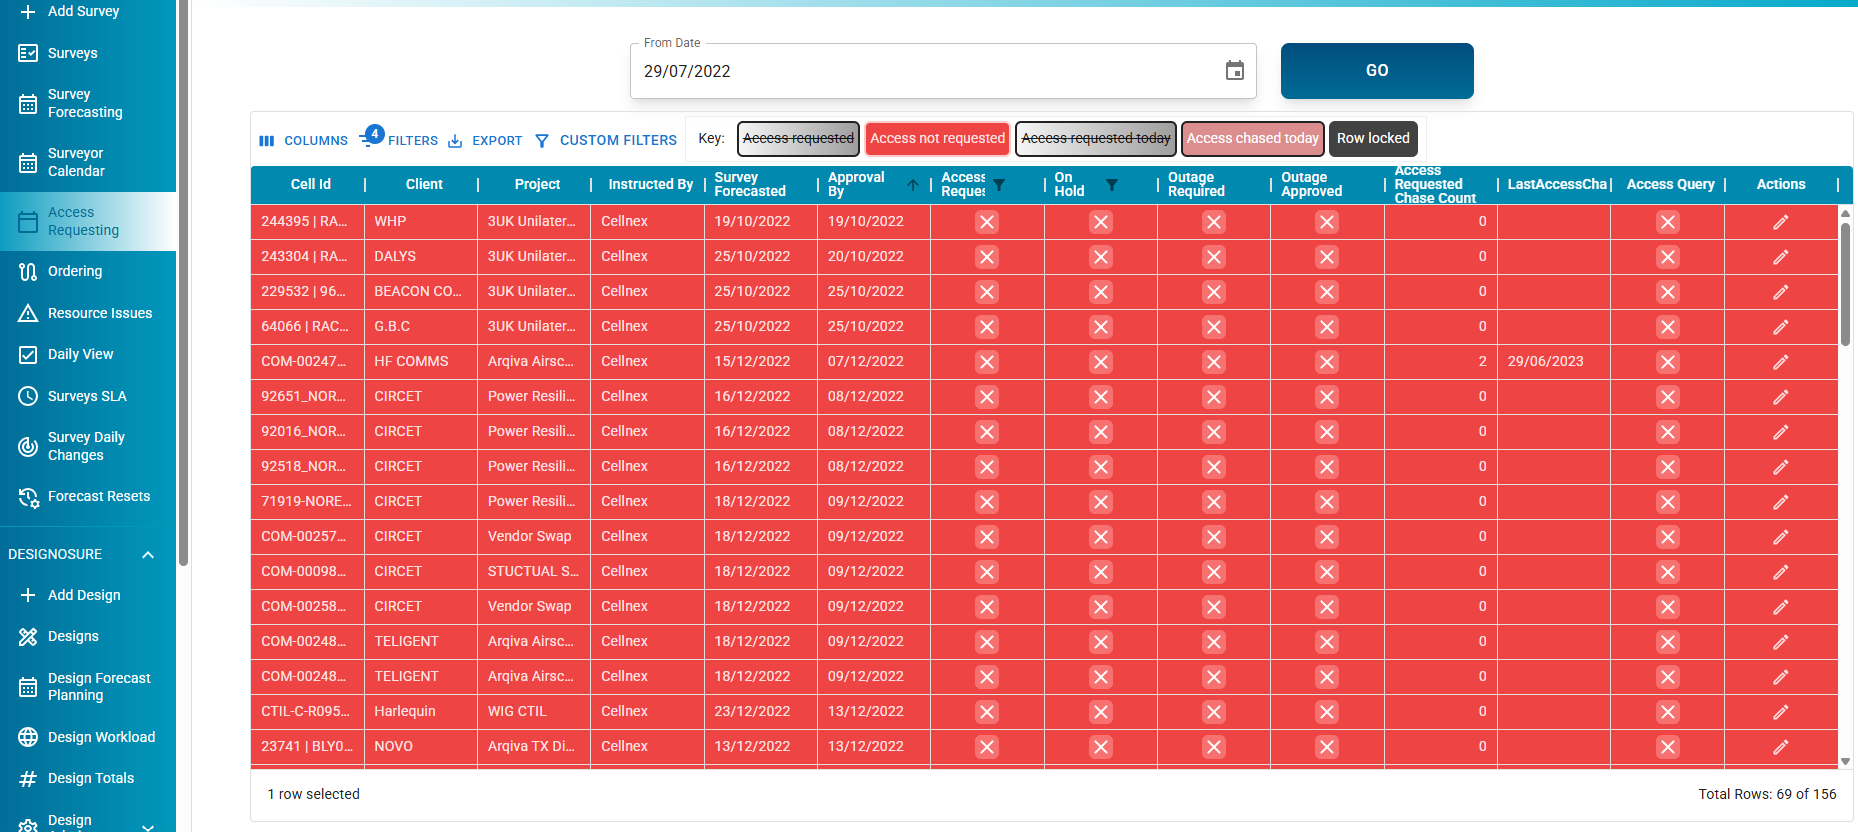 Add Survey
Surveys
Survey
Forecasting
Surveyor
Calendar
Access
Requesting
Ordering
Resource Issues
Daily View
Surveys SLA
Survey Daily
Changes
Forecast Resets
DESIGNOSURE
Add Design
Designs
Design Forecast
Planning
Design Workload
Design Totals
Design
From Date
29/07/2022
GO
COLUMNS 4 FILTERS EXPORT CUSTOM FILTERS Key: Access requested Access not requested Access requested today Access chased today Row locked
Cell Id Client Project Instructed By Survey Forecasted Approval By Access Reques On Hold Outage Required Outage Approved Access Requested Chase Count LastAccessCha Access Query Actions
244395 | RA... WHP 3UK Unilater... Cellnex 19/10/2022 19/10/2022 0
243304 | RA... DALYS 3UK Unilater... Cellnex 25/10/2022 20/10/2022 0
229532 | 96... BEACON CO... 3UK Unilater... Cellnex 25/10/2022 25/10/2022 0
64066 | RAC... G.B.C 3UK Unilater... Cellnex 25/10/2022 25/10/2022 0
COM-00247... HF COMMS Arqiva Airsc... Cellnex 15/12/2022 07/12/2022 2 29/06/2023
92651_NOR... CIRCET Power Resili... Cellnex 16/12/2022 08/12/2022 0
92016_NOR... CIRCET Power Resili... Cellnex 16/12/2022 08/12/2022 0
92518_NOR... CIRCET Power Resili... Cellnex 16/12/2022 08/12/2022 0
71919-NORE... CIRCET Power Resili... Cellnex 18/12/2022 09/12/2022 0
COM-00257... CIRCET Vendor Swap Cellnex 18/12/2022 09/12/2022 0
COM-00098... CIRCET STUCTUAL S... Cellnex 18/12/2022 09/12/2022 0
COM-00258... CIRCET Vendor Swap Cellnex 18/12/2022 09/12/2022 0
COM-00248... TELIGENT Arqiva Airsc... Cellnex 18/12/2022 09/12/2022 0
COM-00248... TELIGENT Arqiva Airsc... Cellnex 18/12/2022 09/12/2022 0
CTIL-C-R095... Harlequin WIG CTIL Cellnex 23/12/2022 13/12/2022 0
23741 | BLY0... NOVO Arqiva TX Di... Cellnex 13/12/2022 13/12/2022 0
1 row selected
Total Rows: 69 of 156